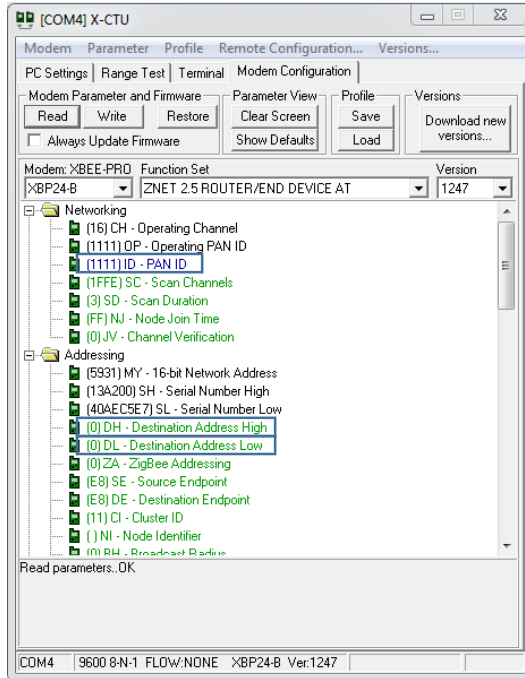 [COM4] X-CTU
Modem Parameter Profile Remote Configuration... Versions...
PC Settings Range Test Terminal Modem Configuration
Modem Parameter and Firmware Parameter View Profile Versions
Read Write Restore Clear Screen Save Download new versions...
Always Update Firmware Show Defaults Load
Modem: XBEE-PRO Function Set Version
XBP24-B ZNET 2.5 ROUTER/END DEVICE AT 1247
Networking
(16) CH - Operating Channel
(1111) OP - Operating PAN ID
(1111) ID - PAN ID
(1FFE) SC - Scan Channels
(3) SD - Scan Duration
(FF) NJ - Node Join Time
(0) JV - Channel Verification
Addressing
(5931) MY - 16-bit Network Address
(13A200) SH - Serial Number High
(40AEC5E7) SL - Serial Number Low
(0) DH - Destination Address High
(0) DL - Destination Address Low
(0) ZA - ZigBee Addressing
(E8) SE - Source Endpoint
(E8) DE - Destination Endpoint
(11) CI - Cluster ID
( ) NI - Node Identifier
(0) BH - Broadcast Radius
Read parameters..OK
COM4 9600 8-N-1 FLOW:NONE XBP24-B Ver:1247